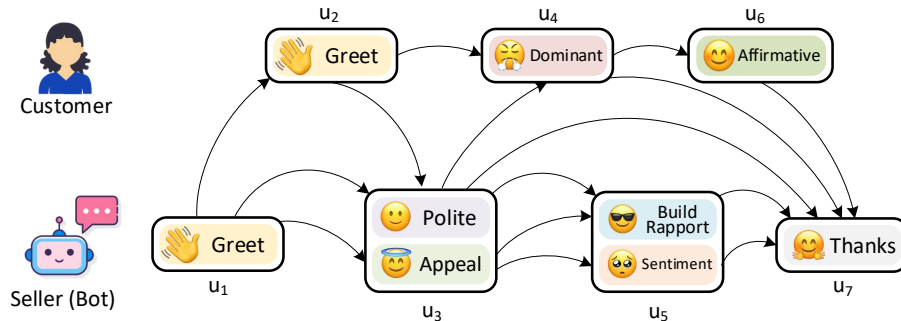 u2
u4
u6
Greet
Dominant
Affirmative
Customer
Polite
Build
Rapport
Greet
Appeal
Sentiment
Thanks
Seller (Bot)
u1
u3
u5
u7